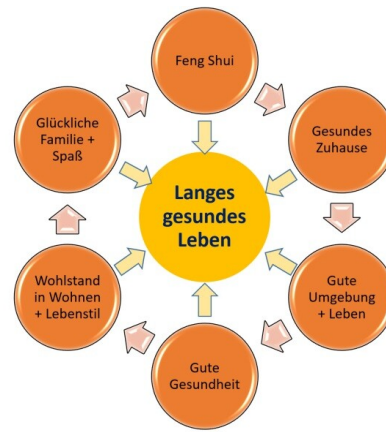 Feng Shui
Gesundes
Zuhause
Gute
Umgebung
+ Leben
Gute
Gesundheit
Wohlstand
in Wohnen
+ Lebenstil
Glückliche
Familie +
Spaß
Langes
gesundes
Leben